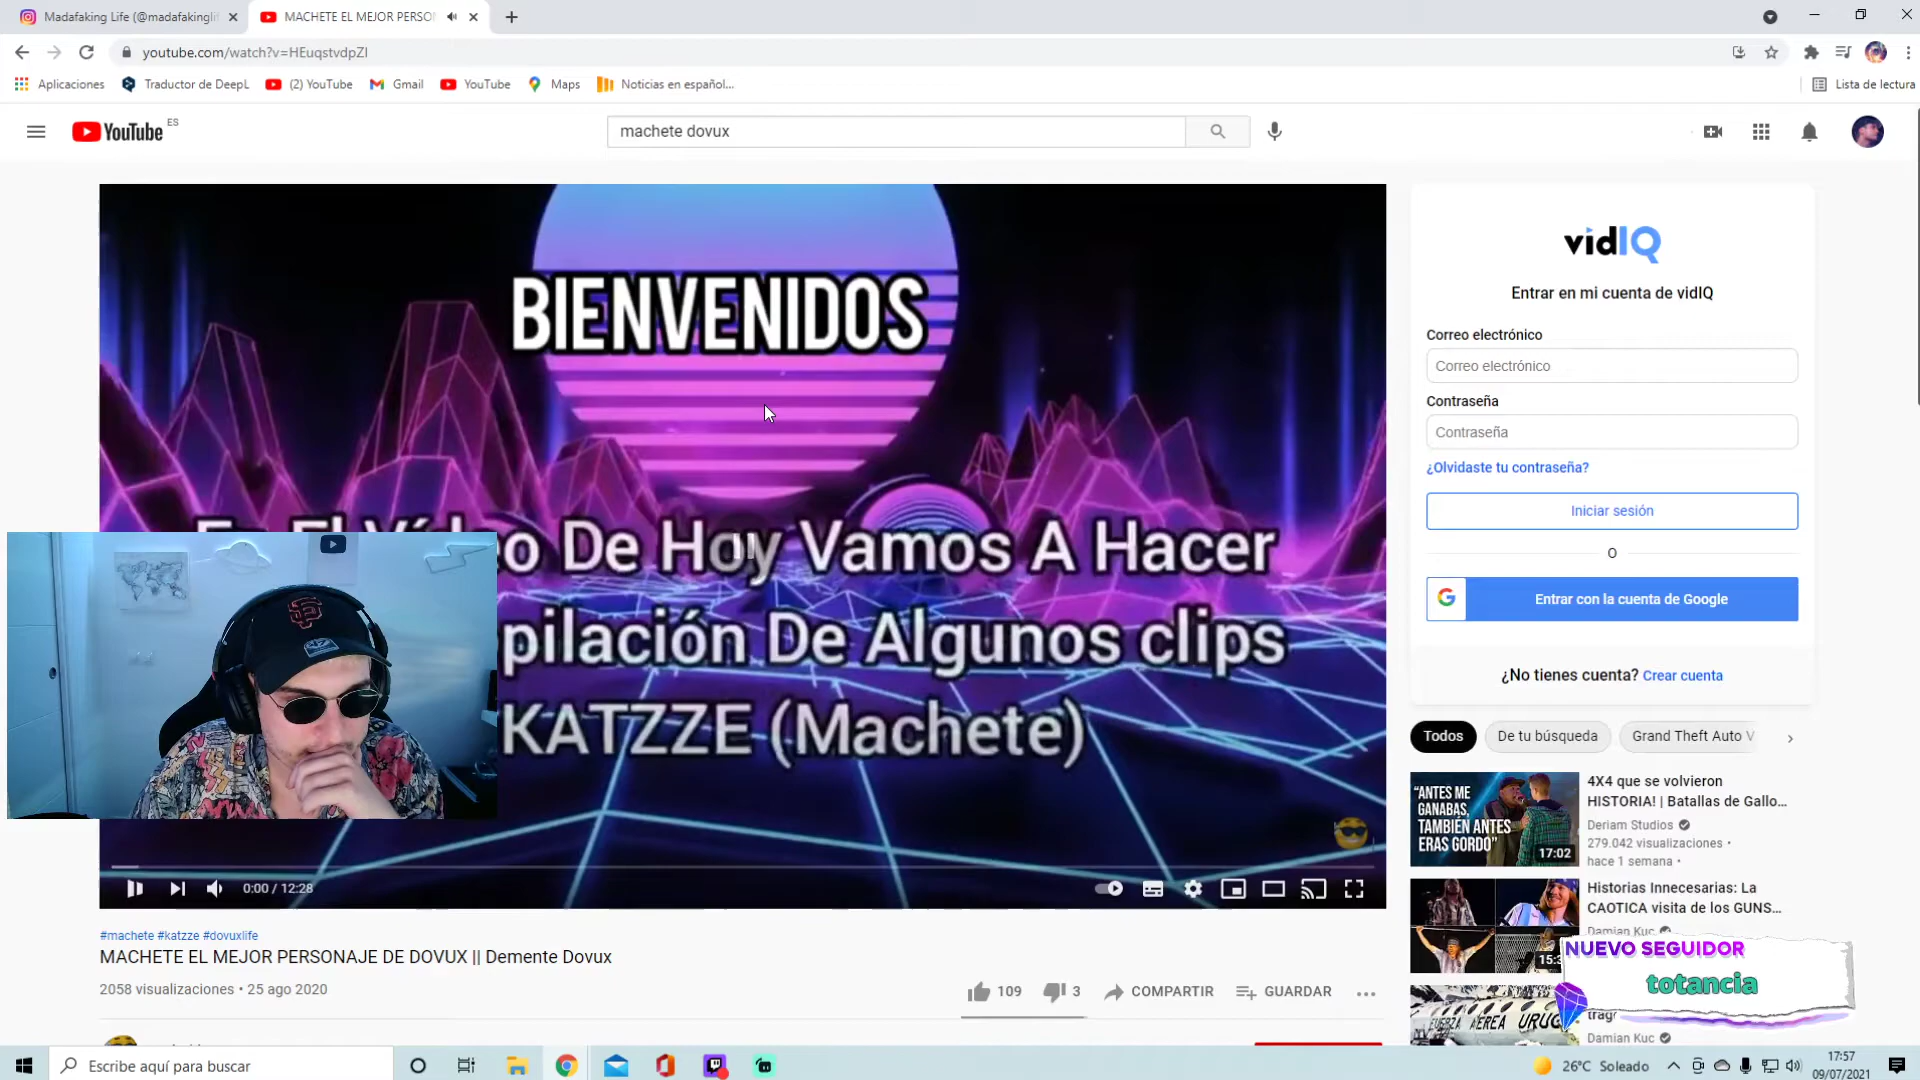 Madafaking Life (@madafakingli
MACHETE EL MEJOR PERSO
youtube.com/watch?v=HEuqstvdpZI
Aplicaciones
Traductor de DeepL
(2) YouTube
Gmail
YouTube
Maps
Noticias en español...
Lista de lectura
YouTube ES
machete dovux
BIENVENIDOS
De Hoy Vamos A Hacer
pilación De Algunos clips
KATZZE (Machete)
0:00 / 12:28
#machete #katzze #dovuxlife
MACHETE EL MEJOR PERSONAJE DE DOVUX || Demente Dovux
2058 visualizaciones • 25 ago 2020
109
3
COMPARTIR
GUARDAR
vidIQ
Entrar en mi cuenta de vidIQ
Correo electrónico
Correo electrónico
Contraseña
Contraseña
¿Olvidaste tu contraseña?
Iniciar sesión
O
Entrar con la cuenta de Google
¿No tienes cuenta? Crear cuenta
Todos
De tu búsqueda
Grand Theft Auto V
"ANTES ME
GANABAS,
TAMBIÉN ANTES
ERAS GORDO"
17:02
4X4 que se volvieron
HISTORIA! | Batallas de Gallo...
Deriam Studios
279.042 visualizaciones •
hace 1 semana •
Historias Innecesarias: La
CAOTICA visita de los GUNS...
Damian Kuc
NUEVO SEGUIDOR
totancia
FUERZA AEREA URUG
Damian Kuc
Escribe aquí para buscar
26°C Soleado
17:57
09/07/2021